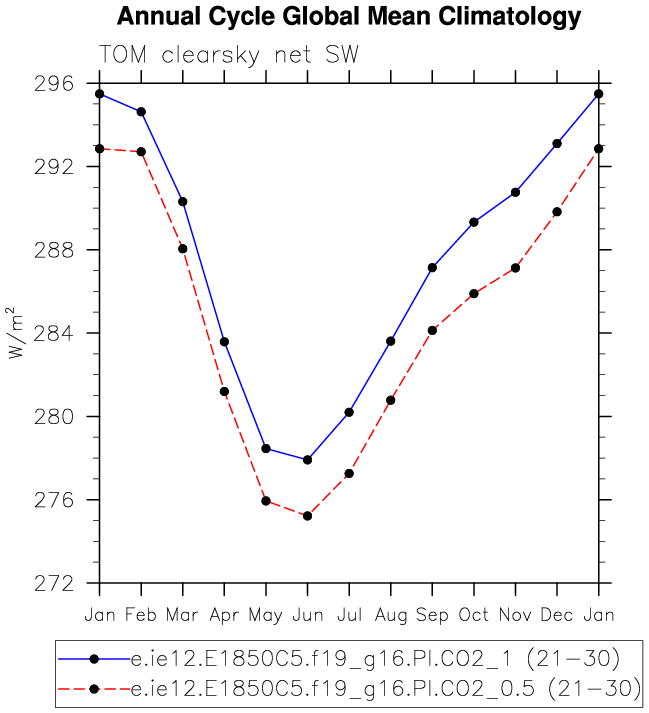 Annual Cycle Global Mean Climatology
TOM clearsky net SW
296
292
288
284
280
276
272
W/m²
Jan Feb Mar Apr May Jun Jul Aug Sep Oct Nov Dec Jan
e.ie12.E1850C5.f19_g16.PI.CO2_1 (21-30)
e.ie12.E1850C5.f19_g16.PI.CO2_0.5 (21-30)